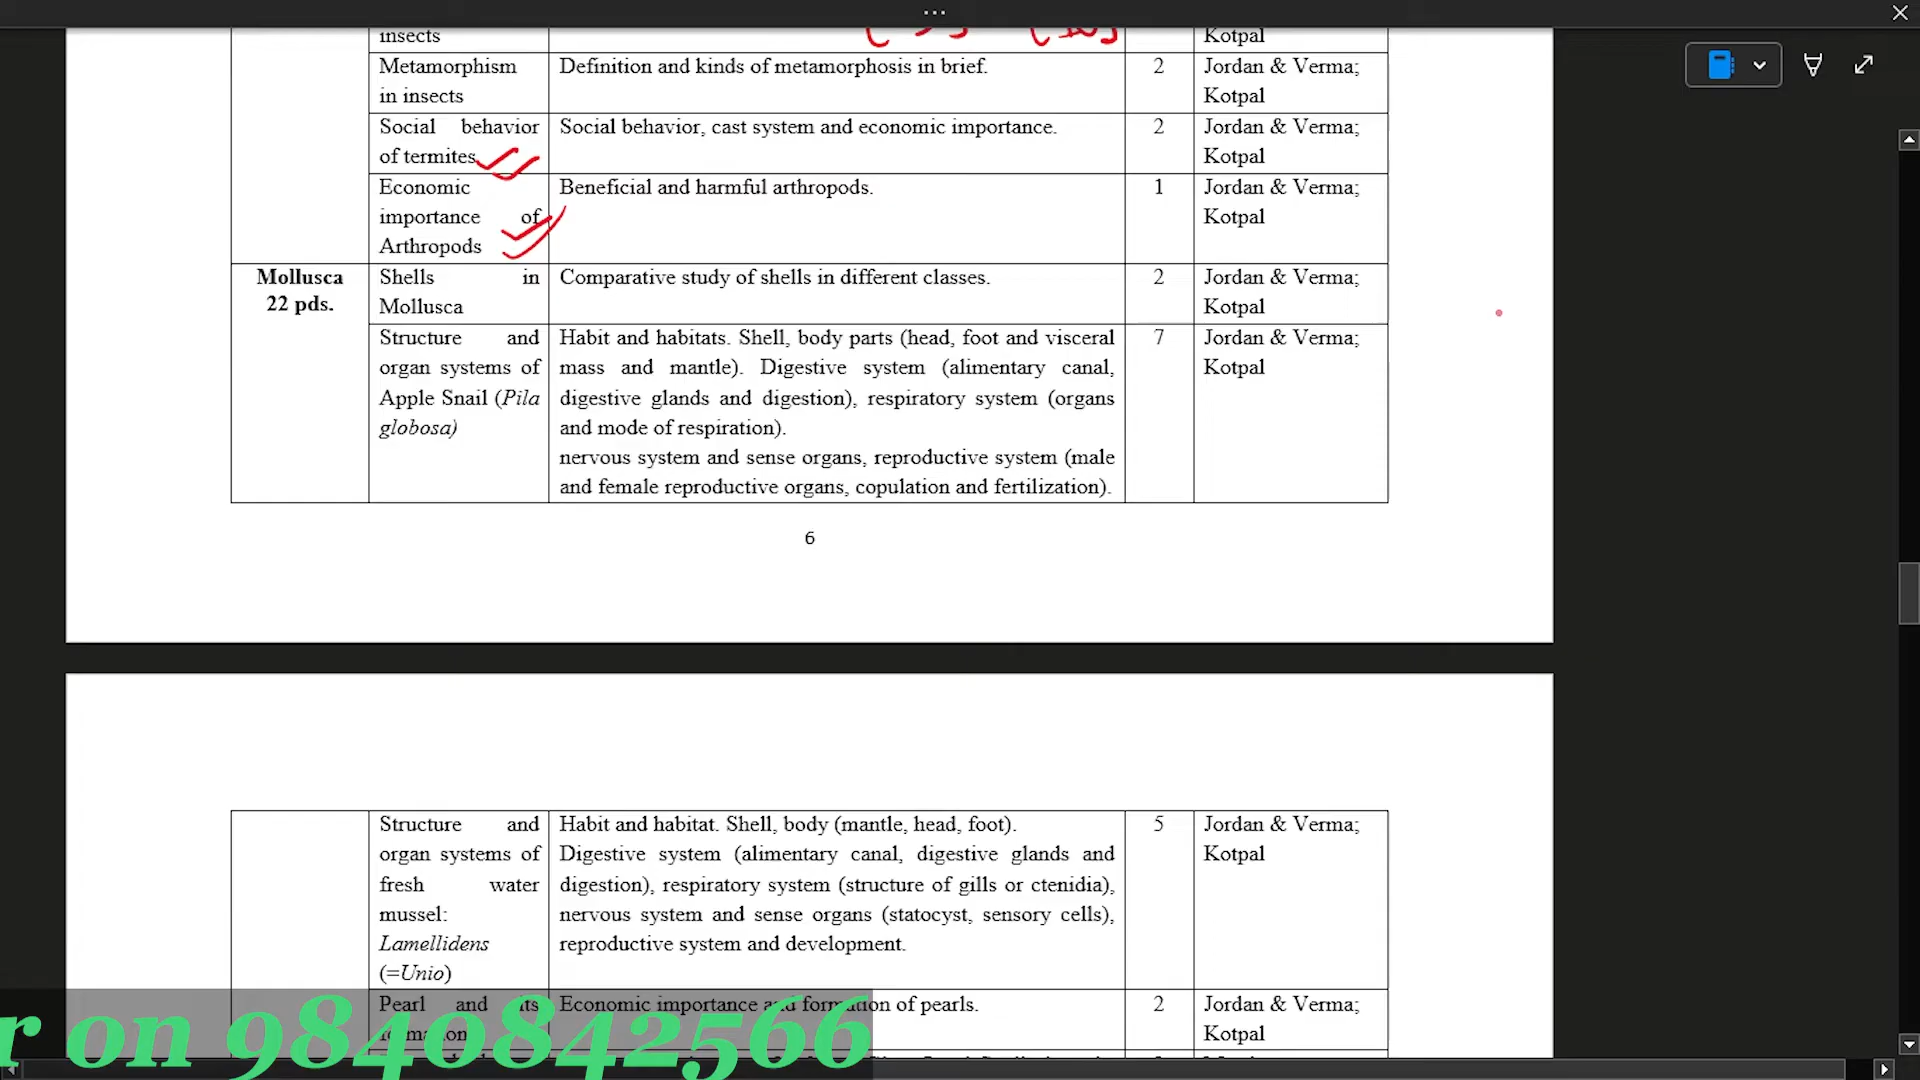 insects
Kotpal
Metamorphism
in insects
Definition and kinds of metamorphosis in brief.
2
Jordan & Verma;
Kotpal
Social behavior
of termites
Social behavior, cast system and economic importance.
2
Jordan & Verma;
Kotpal
Economic
importance of
Arthropods
Beneficial and harmful arthropods.
1
Jordan & Verma;
Kotpal
Mollusca
22 pds.
Shells in
Mollusca
Comparative study of shells in different classes.
2
Jordan & Verma;
Kotpal
Structure and
organ systems of
Apple Snail (Pila
globosa)
Habit and habitats. Shell, body parts (head, foot and visceral
mass and mantle). Digestive system (alimentary canal,
digestive glands and digestion), respiratory system (organs
and mode of respiration).
nervous system and sense organs, reproductive system (male
and female reproductive organs, copulation and fertilization).
7
Jordan & Verma;
Kotpal
6
Structure and
organ systems of
fresh water
mussel:
Lamellidens
(=Unio)
Habit and habitat. Shell, body (mantle, head, foot).
Digestive system (alimentary canal, digestive glands and
digestion), respiratory system (structure of gills or ctenidia),
nervous system and sense organs (statocyst, sensory cells),
reproductive system and development.
5
Jordan & Verma;
Kotpal
Pearl and its
formation
Economic importance and formation of pearls.
2
Jordan & Verma;
Kotpal
r on 9840842566